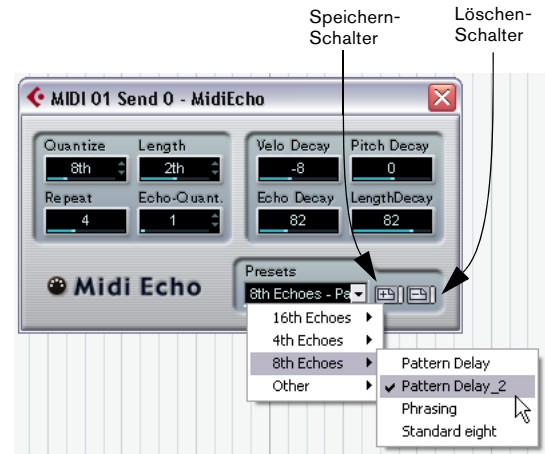 Speichern-
Schalter
Löschen-
Schalter
MIDI 01 Send 0 - MidiEcho
Quantize
Length
8th
2th
Repeat
Echo-Quant.
4
1
Velo Decay
Pitch Decay
-8
0
Echo Decay
LengthDecay
82
82
Midi Echo
Presets
8th Echoes - Pa
16th Echoes
4th Echoes
8th Echoes
Other
Pattern Delay
Pattern Delay_2
Phrasing
Standard eight